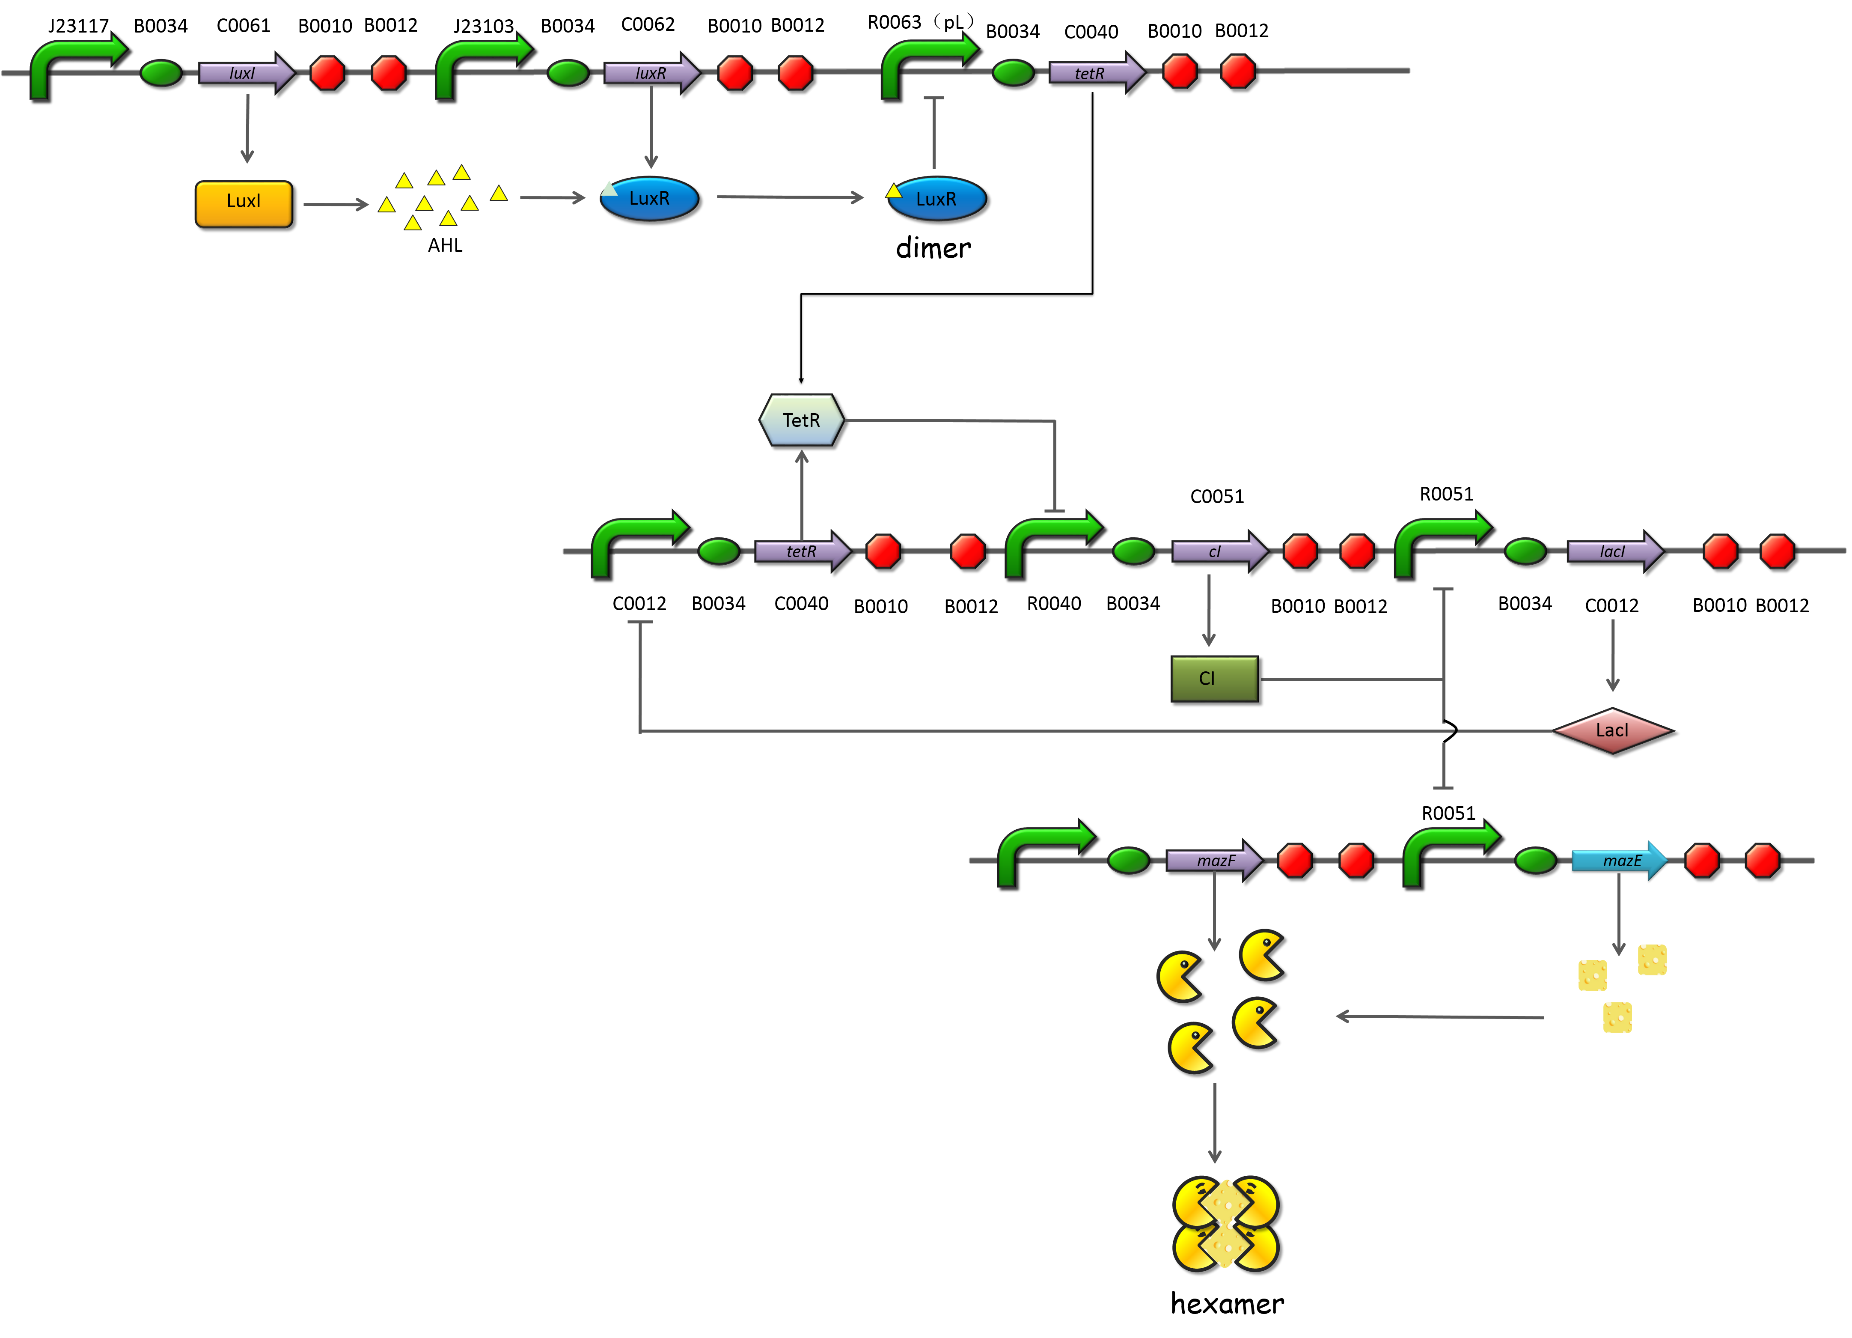 J23117 B0034 C0061 B0010 B0012 J23103 B0034 C0062 B0010 B0012 R0063（pL） B0034 C0040 B0010 B0012
luxI luxR tetR
LuxI LuxR LuxR
AHL
dimer
TetR
C0051 R0051
tetR cI lacI
C0012 B0034 C0040 B0010 B0012 R0040 B0034 B0010 B0012 B0034 C0012 B0010 B0012
CI
LacI
R0051
mazF mazE
hexamer